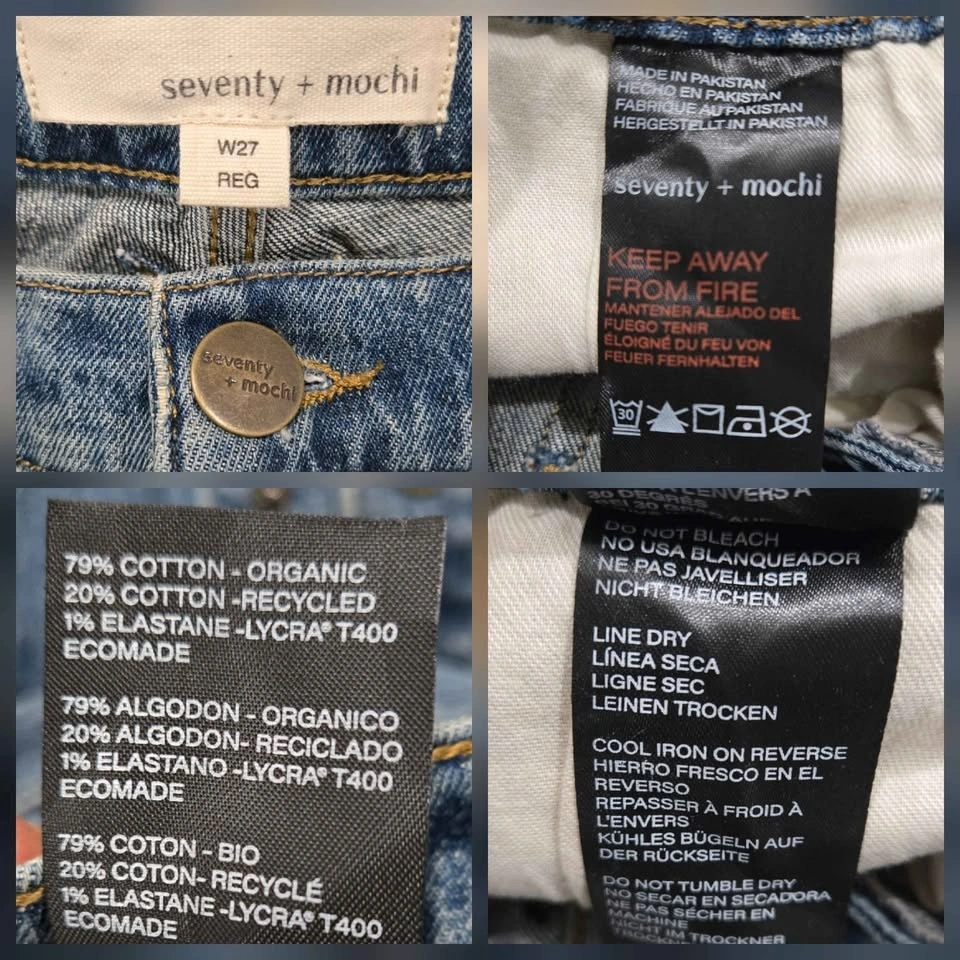 seventy + mochi
W27
REG
seventy
+ mochi
MADE IN PAKISTAN
HECHO EN PAKISTAN
FABRIQUE AU PAKISTAN
HERGESTELLT IN PAKISTAN
seventy + mochi
KEEP AWAY
FROM FIRE
MANTENER ALEJADO DEL
FUEGO TENIR
ÉLOIGNÉ DU FEU VON
FEUER FERNHALTEN
30
79% COTTON - ORGANIC
20% COTTON -RECYCLED
1% ELASTANE -LYCRA® T400
ECOMADE
79% ALGODON - ORGANICO
20% ALGODON- RECICLADO
1% ELASTANO -LYCRA® T400
ECOMADE
79% COTON - BIO
20% COTON- RECYCLÉ
1% ELASTANE -LYCRA® T400
ECOMADE
L'ENVERS A
30 DEGRÉS
DO NOT BLEACH
NO USA BLANQUEADOR
NE PAS JAVELLISER
NICHT BLEICHEN
LINE DRY
LÍNEA SECA
LIGNE SEC
LEINEN TROCKEN
COOL IRON ON REVERSE
HIERRO FRESCO EN EL
REVERSO
REPASSER À FROID À
L'ENVERS
KÜHLES BÜGELN AUF
DER RÜCKSEITE
DO NOT TUMBLE DRY
NO SECAR EN SECADORA
NE PAS SÉCHER EN
MACHINE
NICHT IM TROCKNER